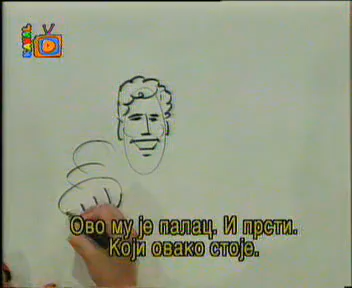 Ово му је палац. И прсти.
Који овако стоје.